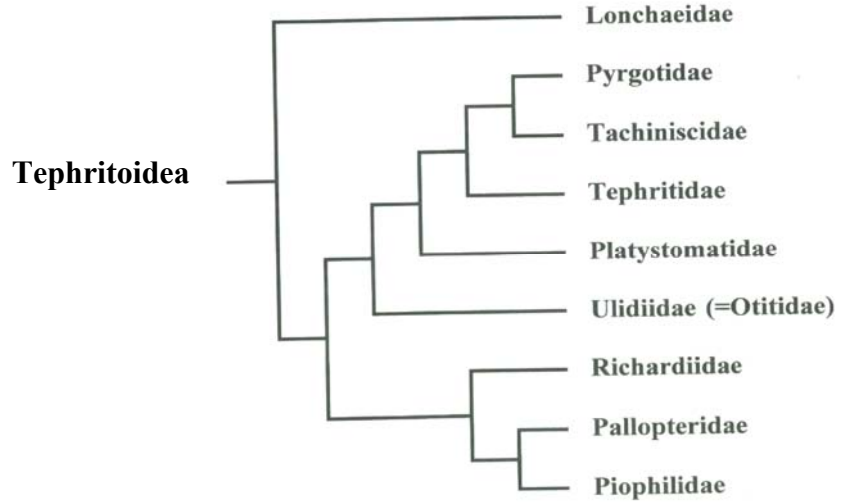 Lonchaeidae
Pyrgotidae
Tachiniscidae
Tephritoidea
Tephritidae
Platystomatidae
Ulidiidae (=Otitidae)
Richardiidae
Pallopteridae
Piophilidae